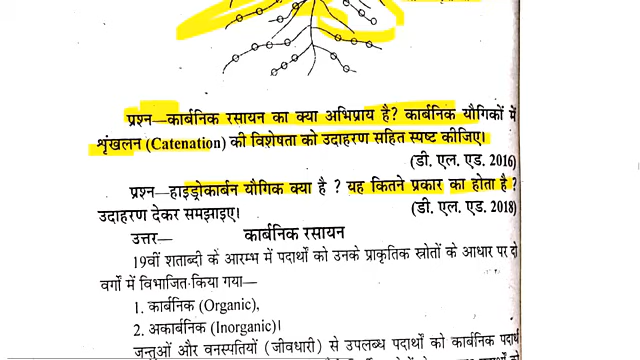 प्रश्न—कार्बनिक रसायन का क्या अभिप्राय है? कार्बनिक यौगिकों में
शृंखलन (Catenation) की विशेषता को उदाहरण सहित स्पष्ट कीजिए।
(डी. एल. एड. 2016)
प्रश्न—हाइड्रोकार्बन यौगिक क्या है ? यह कितने प्रकार का होता है ?
उदाहरण देकर समझाइए। (डी. एल. एड. 2018)
उत्तर— कार्बनिक रसायन
19वीं शताब्दी के आरम्भ में पदार्थों को उनके प्राकृतिक स्रोतों के आधार पर दो
वर्गों में विभाजित किया गया—
1. कार्बनिक (Organic),
2. अकार्बनिक (Inorganic)।
जन्तुओं और वनस्पतियों (जीवधारी) से उपलब्ध पदार्थों को कार्बनिक पदार्थ